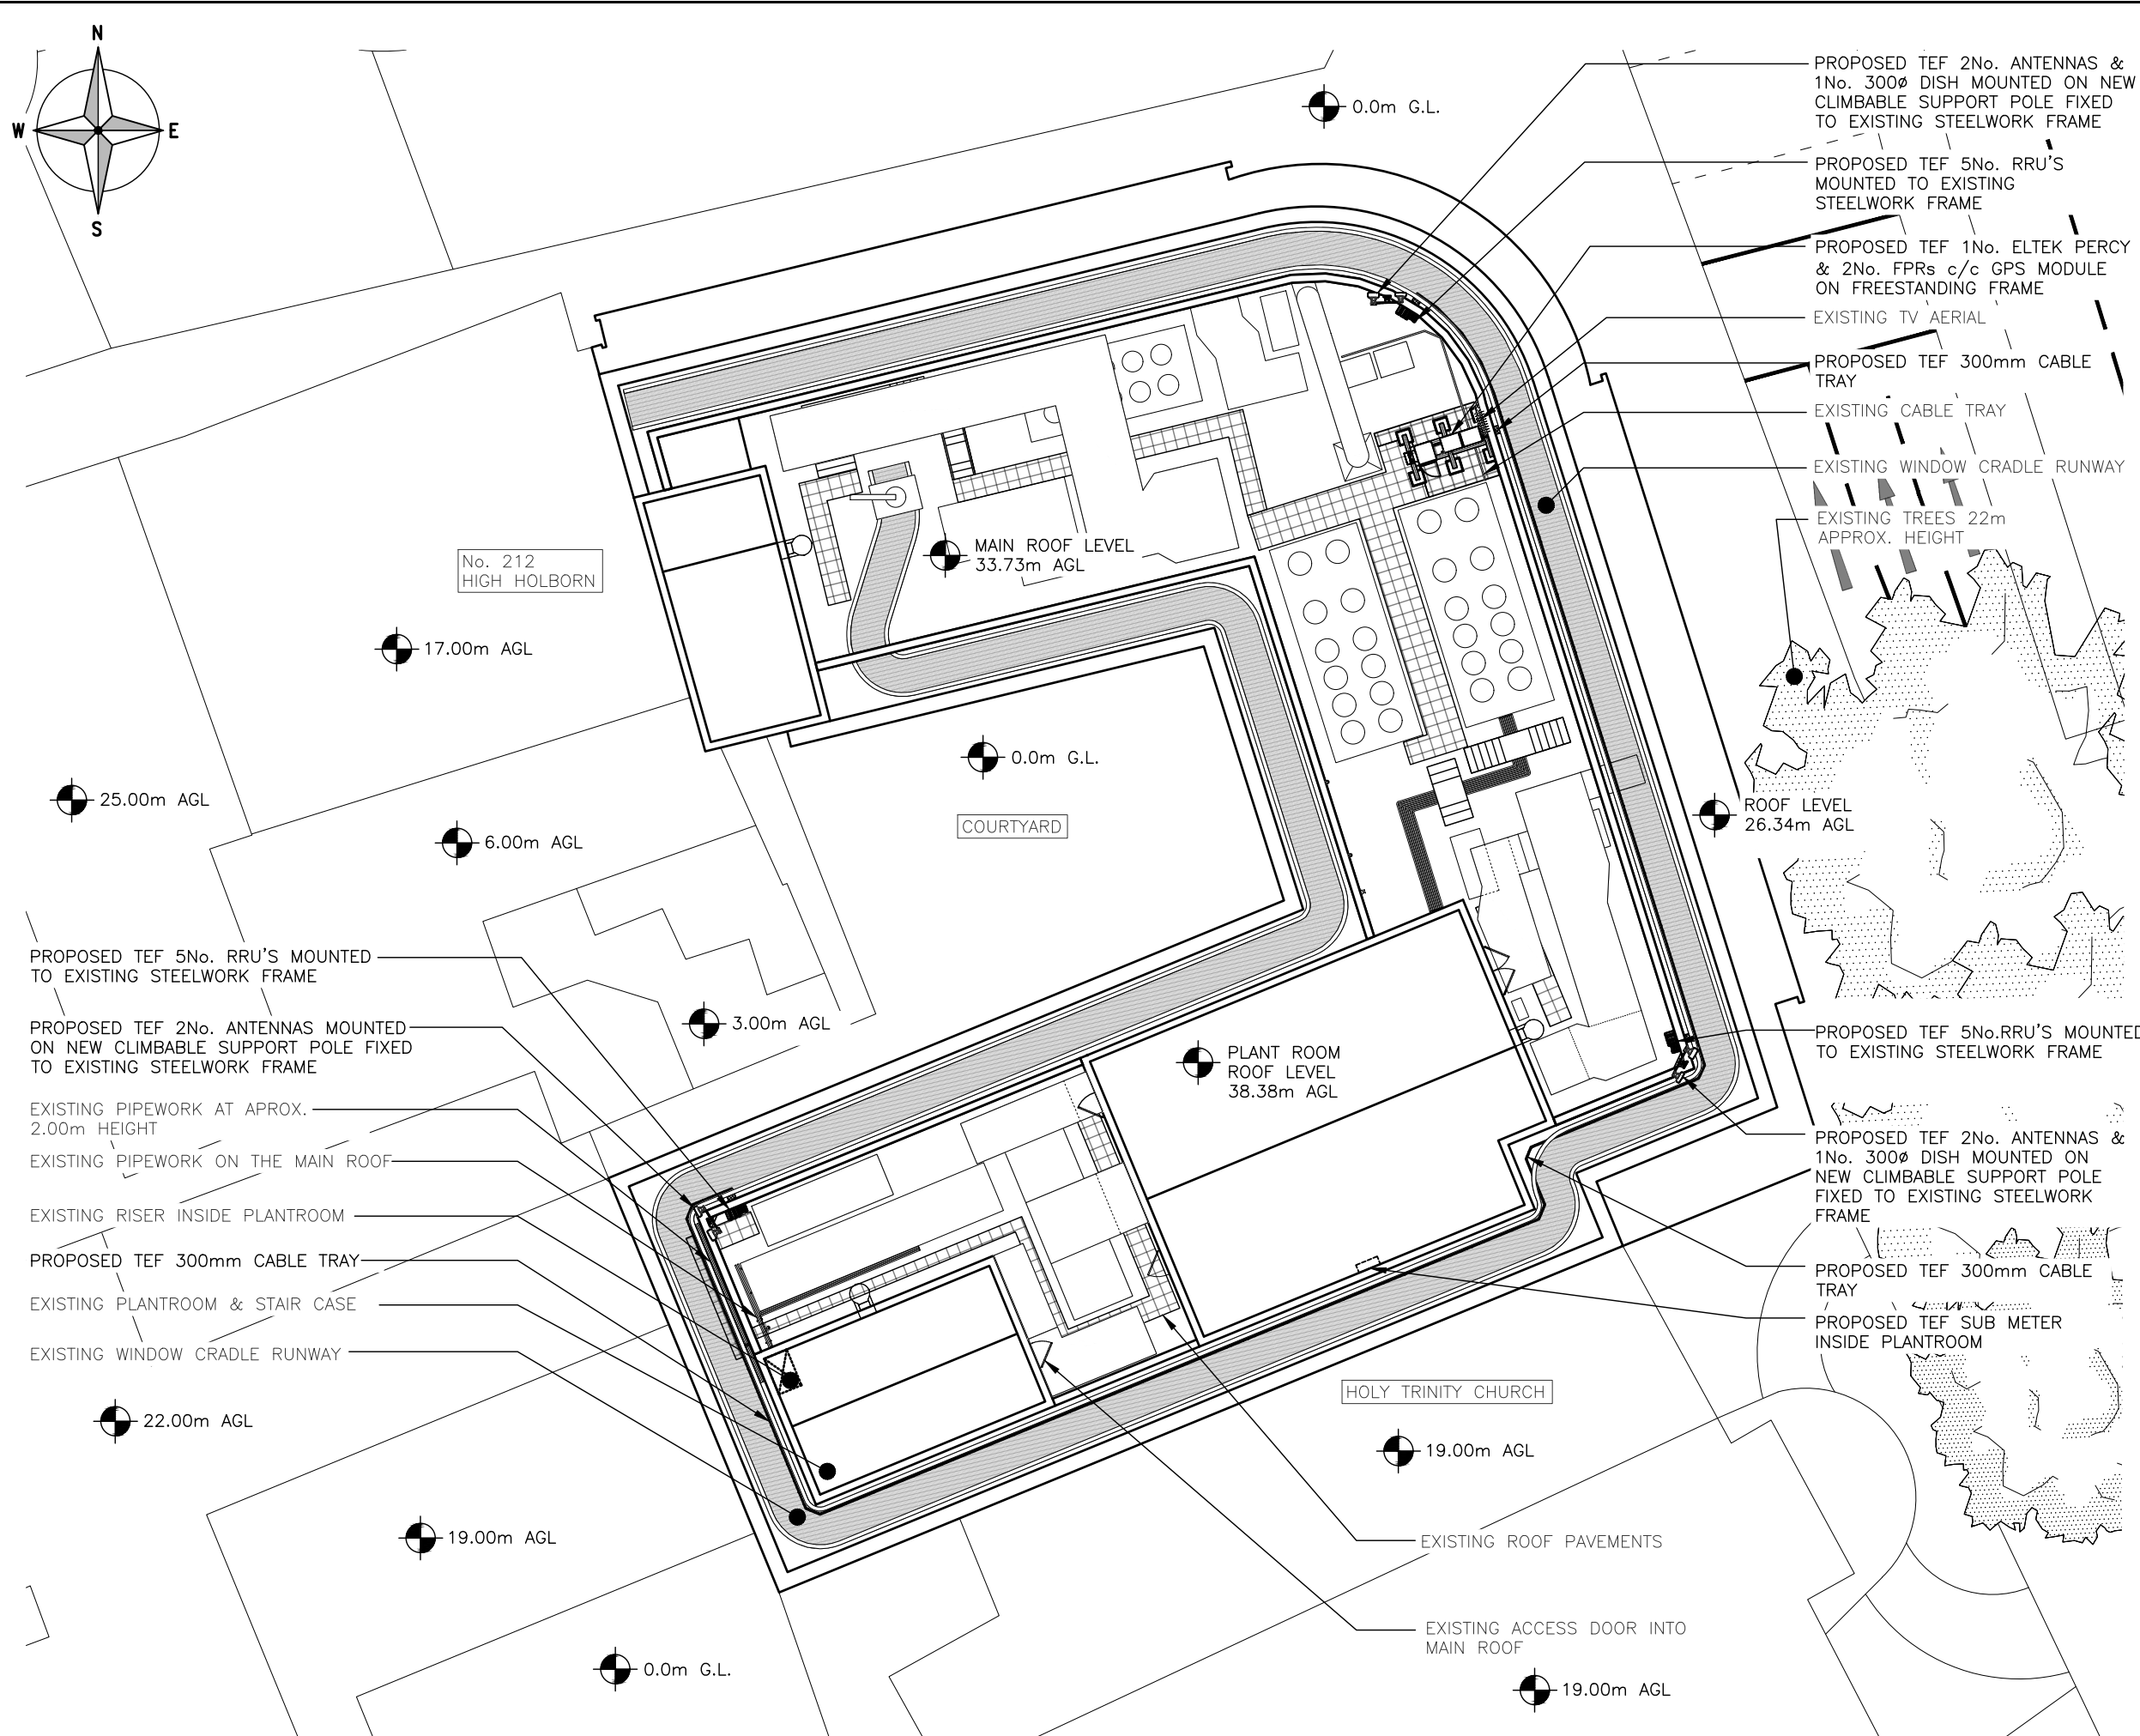 N
W
E
S
0.0m G.L.
PROPOSED TEF 2No. ANTENNAS &
1No. 300ø DISH MOUNTED ON NEW
CLIMBABLE SUPPORT POLE FIXED
TO EXISTING STEELWORK FRAME
PROPOSED TEF 5No. RRU'S
MOUNTED TO EXISTING
STEELWORK FRAME
PROPOSED TEF 1No. ELTEK PERCY
& 2No. FPRs c/c GPS MODULE
ON FREESTANDING FRAME
EXISTING TV AERIAL
PROPOSED TEF 300mm CABLE
TRAY
EXISTING CABLE TRAY
EXISTING WINDOW CRADLE RUNWAY
EXISTING TREES 22m
APPROX. HEIGHT
No. 212
HIGH HOLBORN
MAIN ROOF LEVEL
33.73m AGL
17.00m AGL
0.0m G.L.
25.00m AGL
6.00m AGL
COURTYARD
ROOF LEVEL
26.34m AGL
PROPOSED TEF 5No. RRU'S MOUNTED
TO EXISTING STEELWORK FRAME
PROPOSED TEF 2No. ANTENNAS MOUNTED
ON NEW CLIMBABLE SUPPORT POLE FIXED
TO EXISTING STEELWORK FRAME
EXISTING PIPEWORK AT APROX.
2.00m HEIGHT
EXISTING PIPEWORK ON THE MAIN ROOF
EXISTING RISER INSIDE PLANTROOM
PROPOSED TEF 300mm CABLE TRAY
EXISTING PLANTROOM & STAIR CASE
EXISTING WINDOW CRADLE RUNWAY
3.00m AGL
PLANT ROOM
ROOF LEVEL
38.38m AGL
PROPOSED TEF 5No.RRU'S MOUNTED
TO EXISTING STEELWORK FRAME
PROPOSED TEF 2No. ANTENNAS &
1No. 300ø DISH MOUNTED ON
NEW CLIMBABLE SUPPORT POLE
FIXED TO EXISTING STEELWORK
FRAME
PROPOSED TEF 300mm CABLE
TRAY
PROPOSED TEF SUB METER
INSIDE PLANTROOM
22.00m AGL
HOLY TRINITY CHURCH
19.00m AGL
19.00m AGL
EXISTING ROOF PAVEMENTS
EXISTING ACCESS DOOR INTO
MAIN ROOF
0.0m G.L.
19.00m AGL